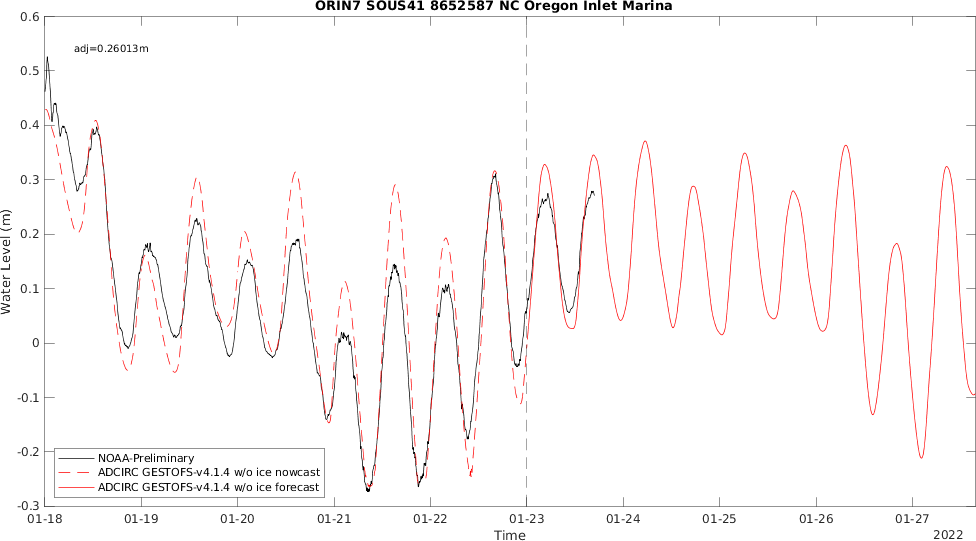 ORIN7 SOUS41 8652587 NC Oregon Inlet Marina
adj=0.26013m
0.6
0.5
0.4
0.3
0.2
0.1
0
-0.1
-0.2
-0.3
Water Level (m)
NOAA-Preliminary
ADCIRC GESTOFS-v4.1.4 w/o ice nowcast
ADCIRC GESTOFS-v4.1.4 w/o ice forecast
01-18 01-19 01-20 01-21 01-22 01-23 01-24 01-25 01-26 01-27
Time
2022